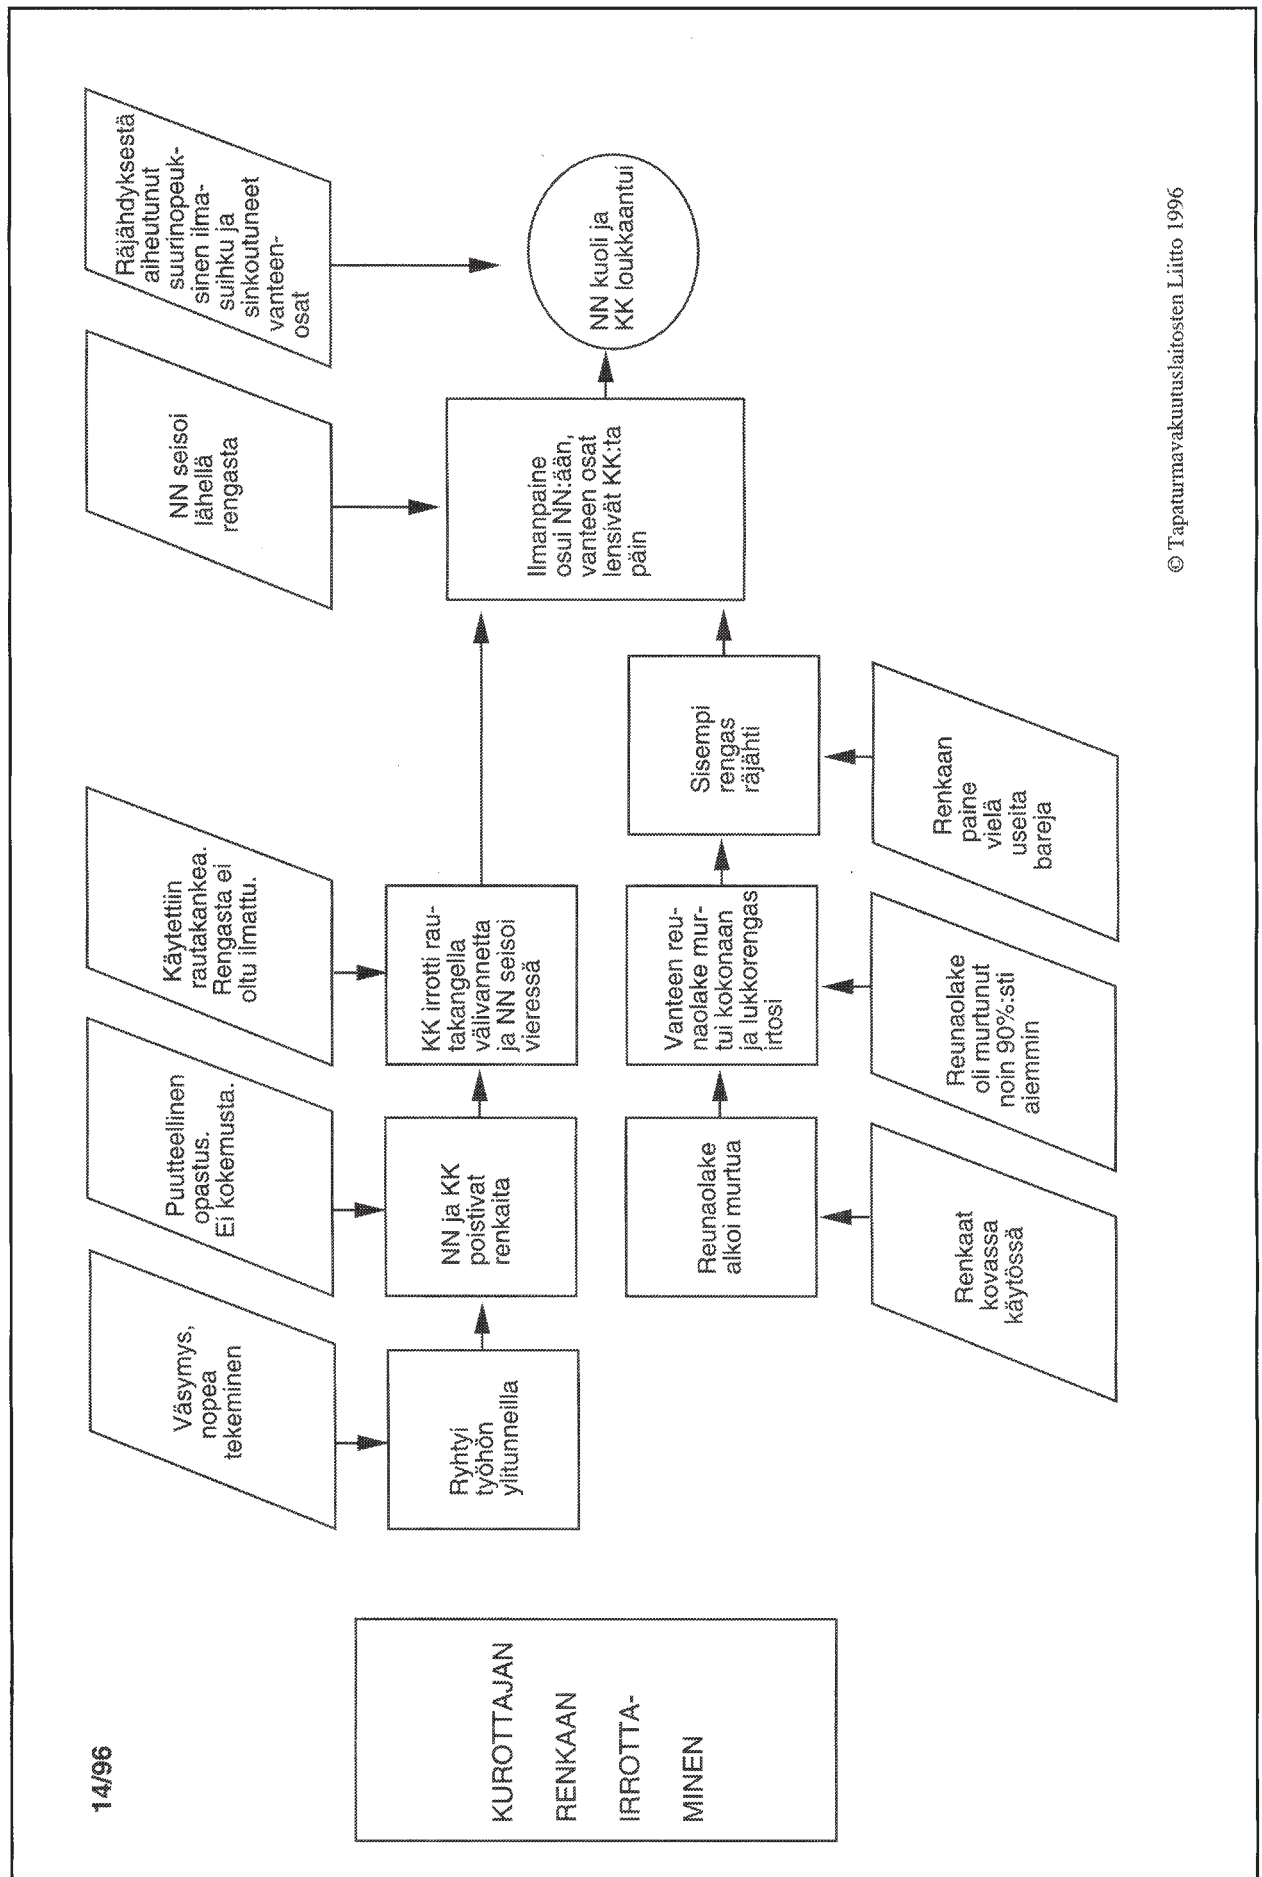 14/96
KUROTTAJAN
RENKAAN
IRROTTA-
MINEN
Väsymys,
nopea
tekeminen
Puutteellinen
opastus.
Ei kokemusta.
Käytettiin
rautakankea.
Rengasta ei
oltu ilmattu.
NN seisoi
lähellä
rengasta
Räjähdyksestä
aiheutunut
suurinopeuk-
sinen ilma-
suihku ja
sinkoutuneet
vanteen-
osat
Ryhtyi
työhön
ylitunneilla
NN ja KK
poistivat
renkaita
KK irrotti rau-
takangella
välivannetta
ja NN seisoi
vieressä
Ilmanpaine
osui NN:ään,
vanteen osat
lensivät KK:ta
päin
NN kuoli ja
KK loukkaantui
Reunaolake
alkoi murtua
Vanteen reu-
naolake mur-
tui kokonaan
ja lukkorengas
irtosi
Sisempi
rengas
räjähti
Renkaat
kovassa
käytössä
Reunaolake
oli murtunut
noin 90%:sti
aiemmin
Renkaan
paine
vielä
useita
bareja
© Tapaturmavakuutuslaitosten Liitto 1996